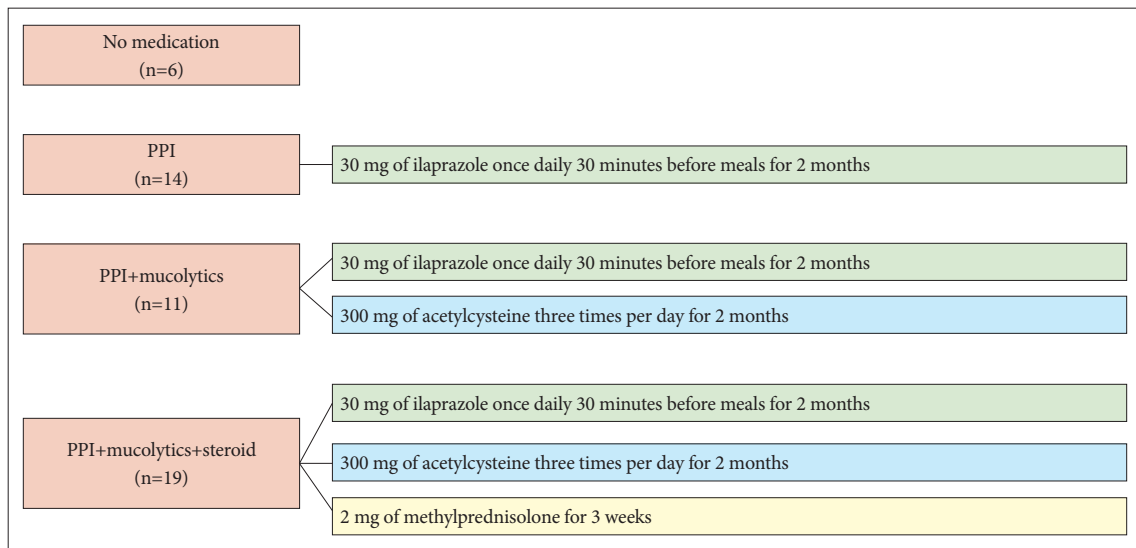 No medication
(n=6)
PPI
(n=14)
30 mg of ilaprazole once daily 30 minutes before meals for 2 months
PPI+mucolytics
(n=11)
30 mg of ilaprazole once daily 30 minutes before meals for 2 months
300 mg of acetylcysteine three times per day for 2 months
PPI+mucolytics+steroid
(n=19)
30 mg of ilaprazole once daily 30 minutes before meals for 2 months
300 mg of acetylcysteine three times per day for 2 months
2 mg of methylprednisolone for 3 weeks